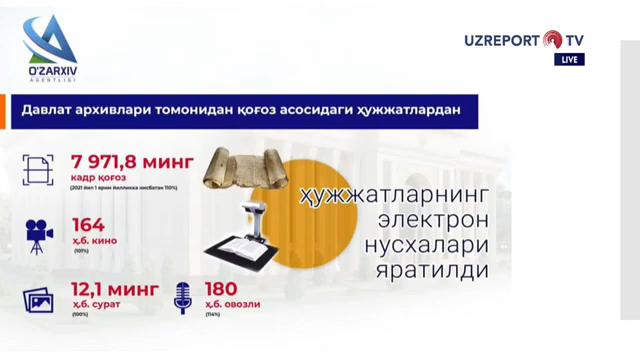 O'ZARXIV
AGENTLIGI
UZREPORT TV
LIVE
Давлат архивлари томонидан қоғоз асосидаги ҳужжатлардан
7 971,8 минг
кадр қоғоз
(2021 йил 1 ярим йилликка нисбатан 110%)
164
ҳ.б. кино
(101%)
12,1 минг
ҳ.б. сурат
(100%)
180
ҳ.б. овозли
(114%)
ҳужжатларнинг
электрон
нусхалари
яратилди